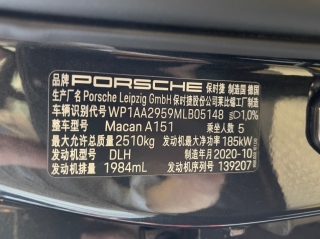 品牌 PORSCHE 保时捷 制造国 德国
生产厂名 Porsche Leipzig GmbH 保时捷股份公司莱比锡工厂制造
车辆识别代号 WP1AA2959MLB05148 1,0%
整车型号 Macan A151 乘坐人数 5
最大允许总质量 2510kg 发动机最大净功率 185kW
发动机型号 DLH 制造年月 2020-10
发动机排量 1984mL 发动机序列号 139207